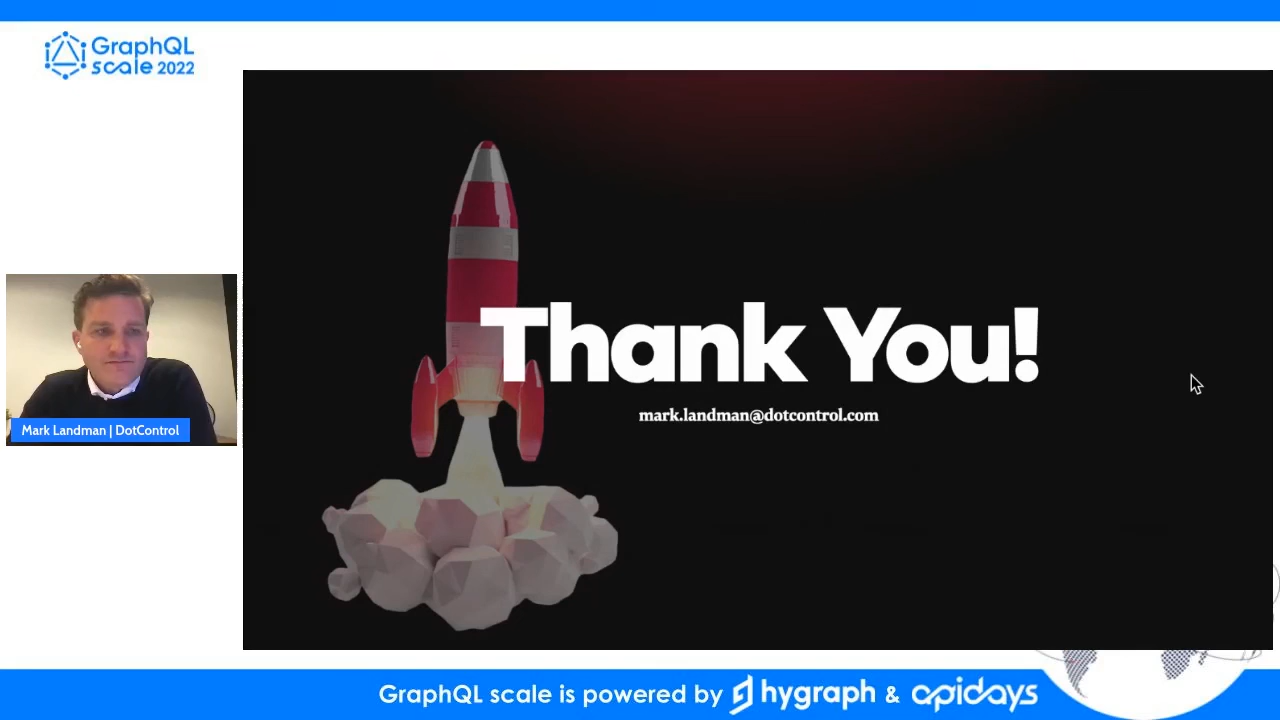 GraphQL
scale 2022
Thank You!
mark.landman@dotcontrol.com
Mark Landman | DotControl
GraphQL scale is powered by hygraph & apidays